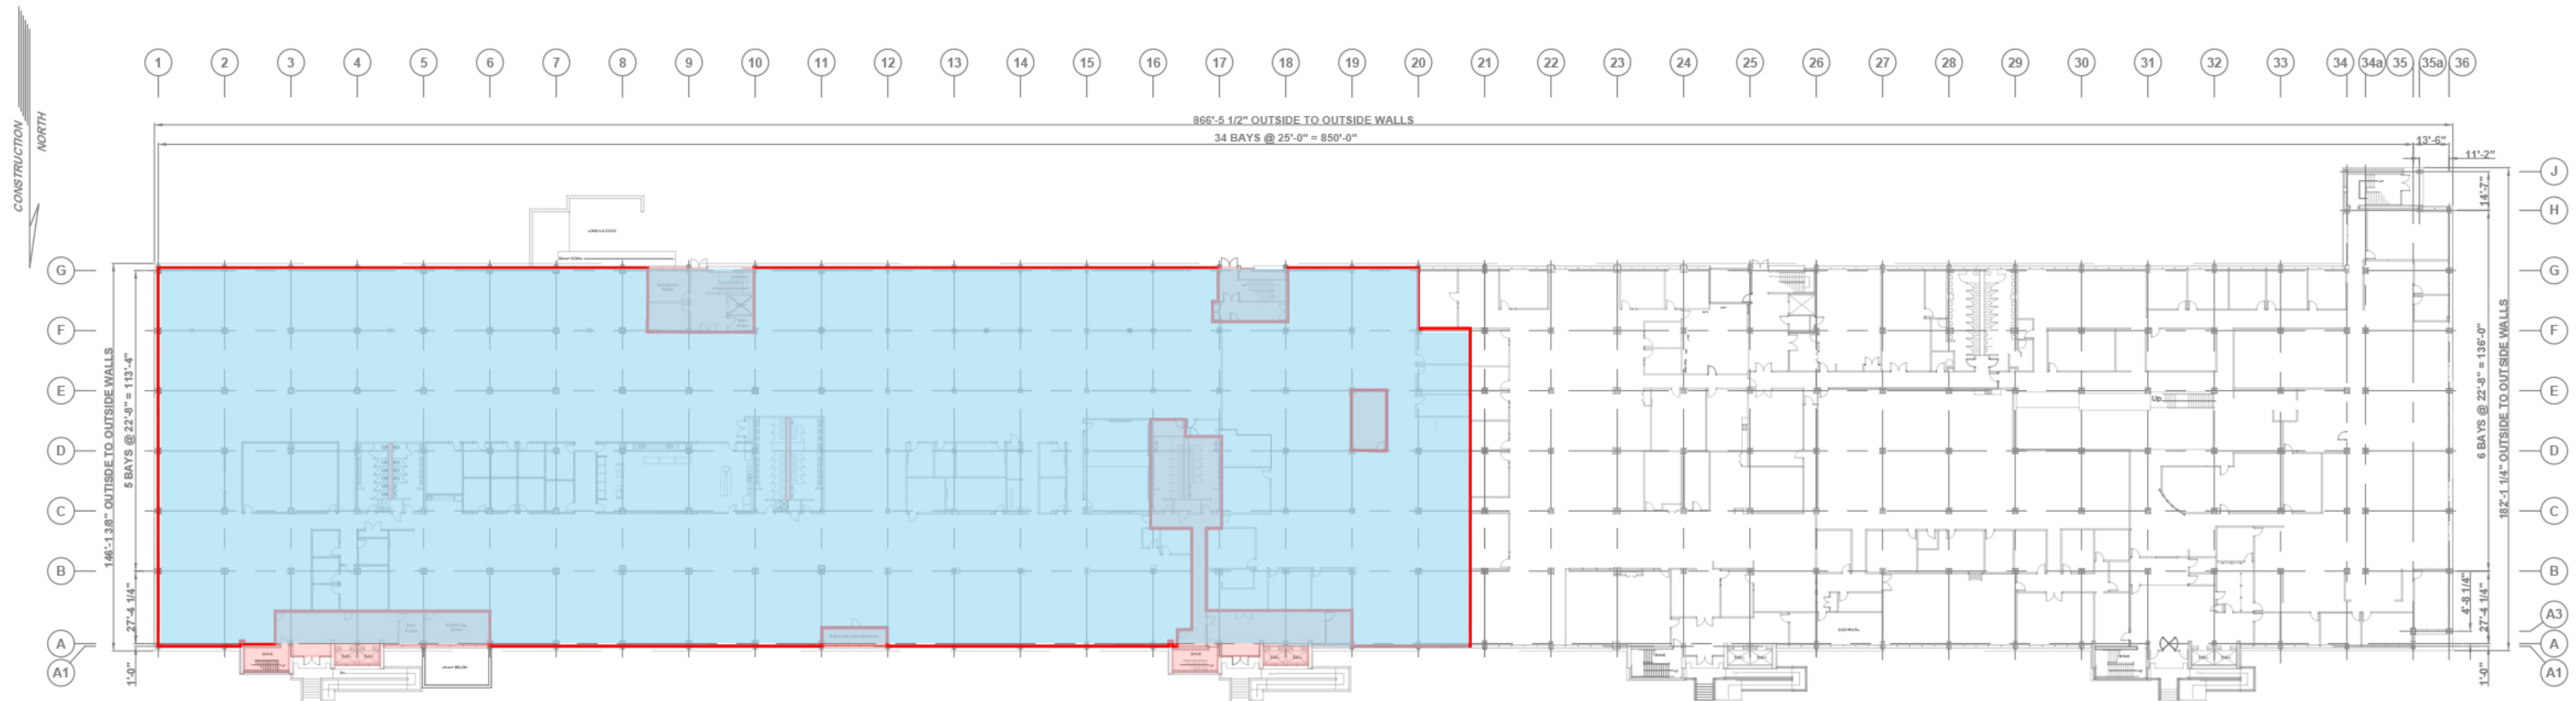 1 2 3 4 5 6 7 8 9 10 11 12 13 14 15 16 17 18 19 20 21 22 23 24 25 26 27 28 29 30 31 32 33 34 34a 35 35a 36
CONSTRUCTION
NORTH
866'-5 1/2" OUTSIDE TO OUTSIDE WALLS
34 BAYS @ 25'-0" = 850'-0"
13'-6"
11'-2"
J
14'-7"
H
G
G
F
F
E
E
D
D
C
C
B
B
A3
A
A
A1
A1
146'-1 3/8" OUTISIDE TO OUTSIDE WALLS
5 BAYS @ 22'-8" = 113'-4"
27'-4 1/4"
1'-0"
Up
6 BAYS @ 22'-8" = 136'-0"
182'-1 1/4" OUTSIDE TO OUTSIDE WALLS
4'-8 1/4"
27'-4 1/4"
1'-0"